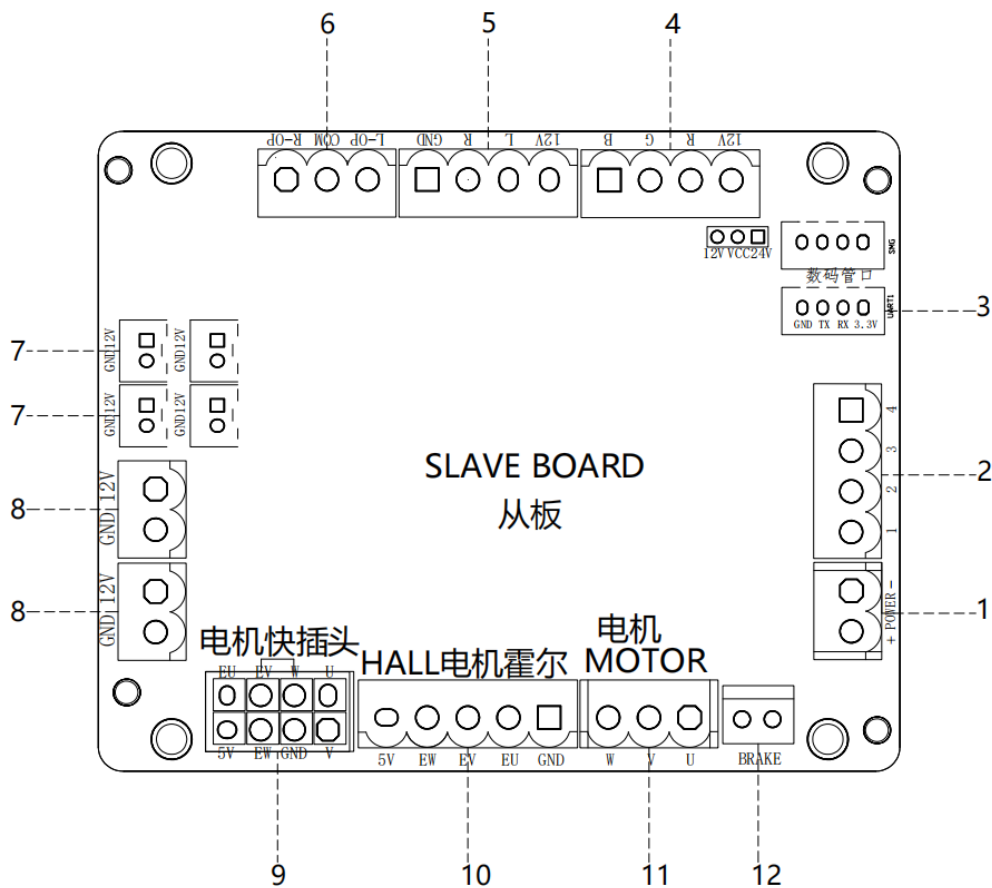 6 5 4
R-OP COM L-OP
GND R L 12V
B G R 12V
12V VCC 24V
SMG
数码管口
UART1
GND TX RX 3.3V
3
7
GND 12V
GND 12V
7
GND 12V
GND 12V
4 3 2 1
2
SLAVE BOARD
从板
8
GND 12V
8
GND 12V
+ POWER -
1
电机快插头
EU EV W U
5V EW GND V
HALL电机霍尔
5V EW EV EU GND
电机
MOTOR
W V U
BRAKE
9 10 11 12